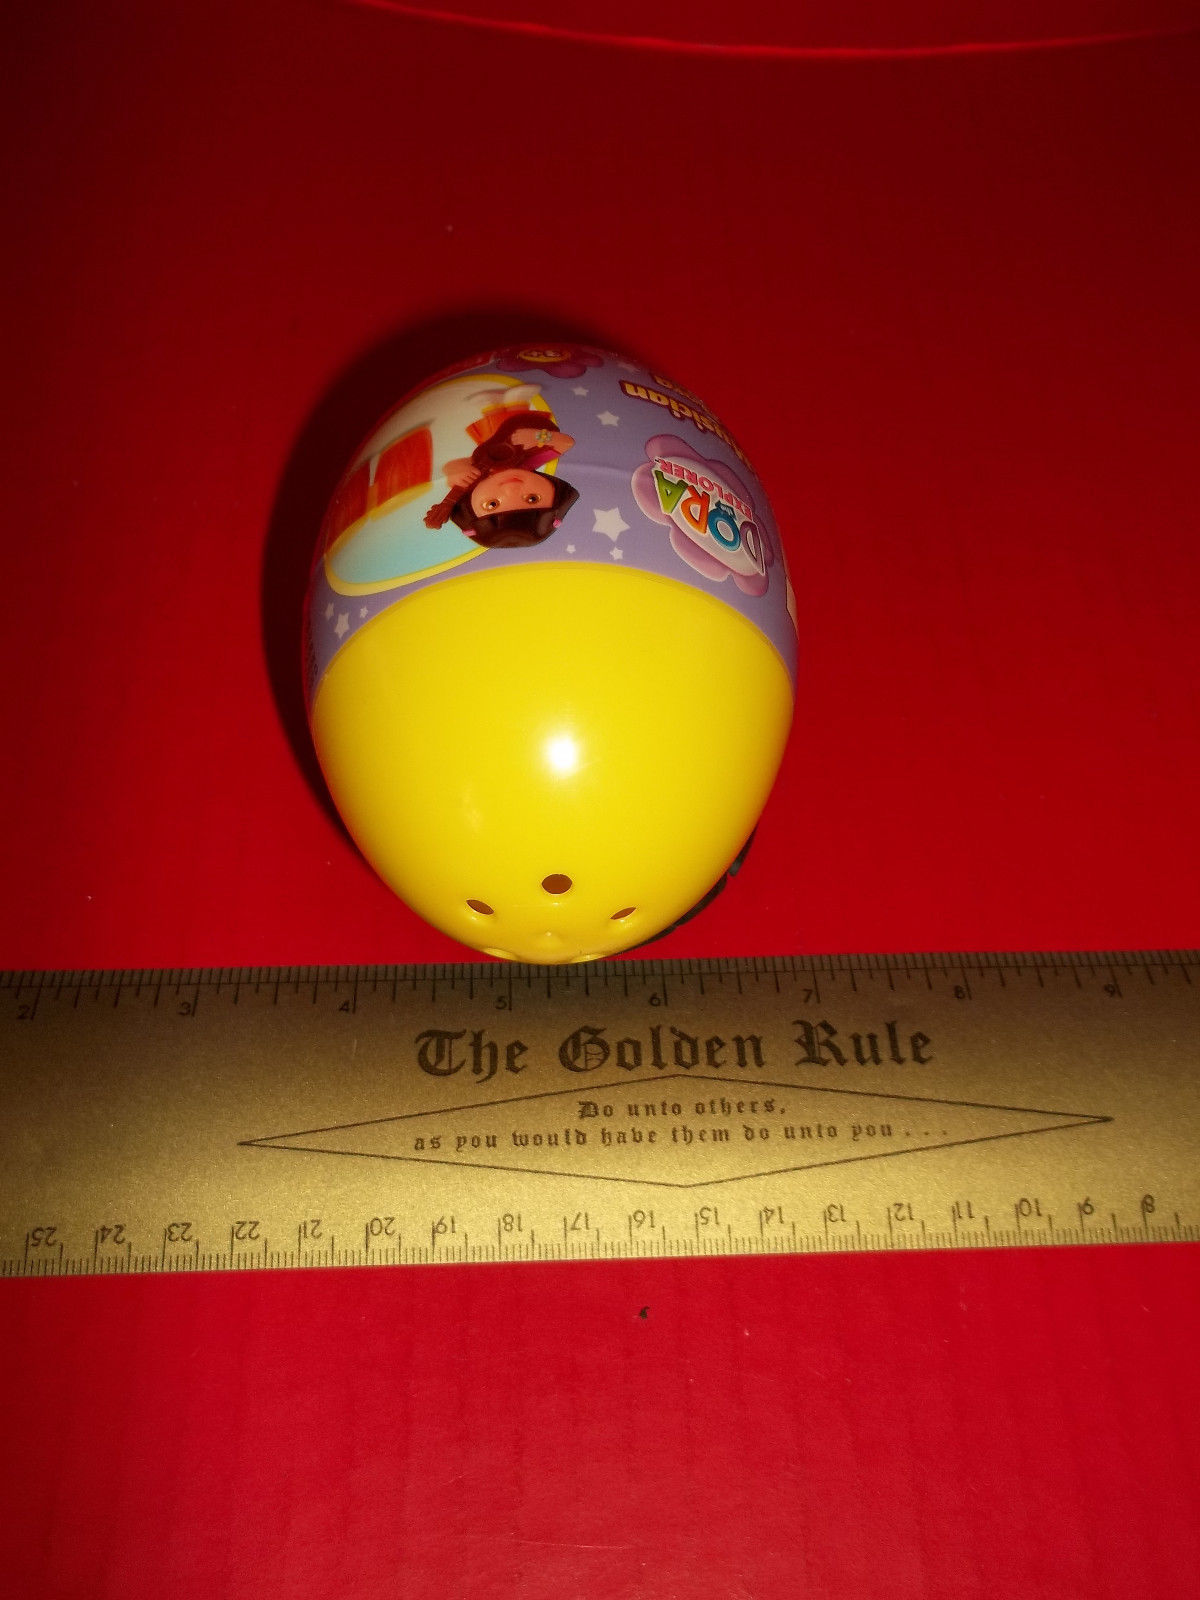 DORA
the
EXPLORER
3+
2 3 4 5 6 7 8 9
The Golden Rule
Do unto others,
as you would have them do unto you . . .
25 24 23 22 21 20 19 18 17 16 15 14 13 12 11 10 9 8